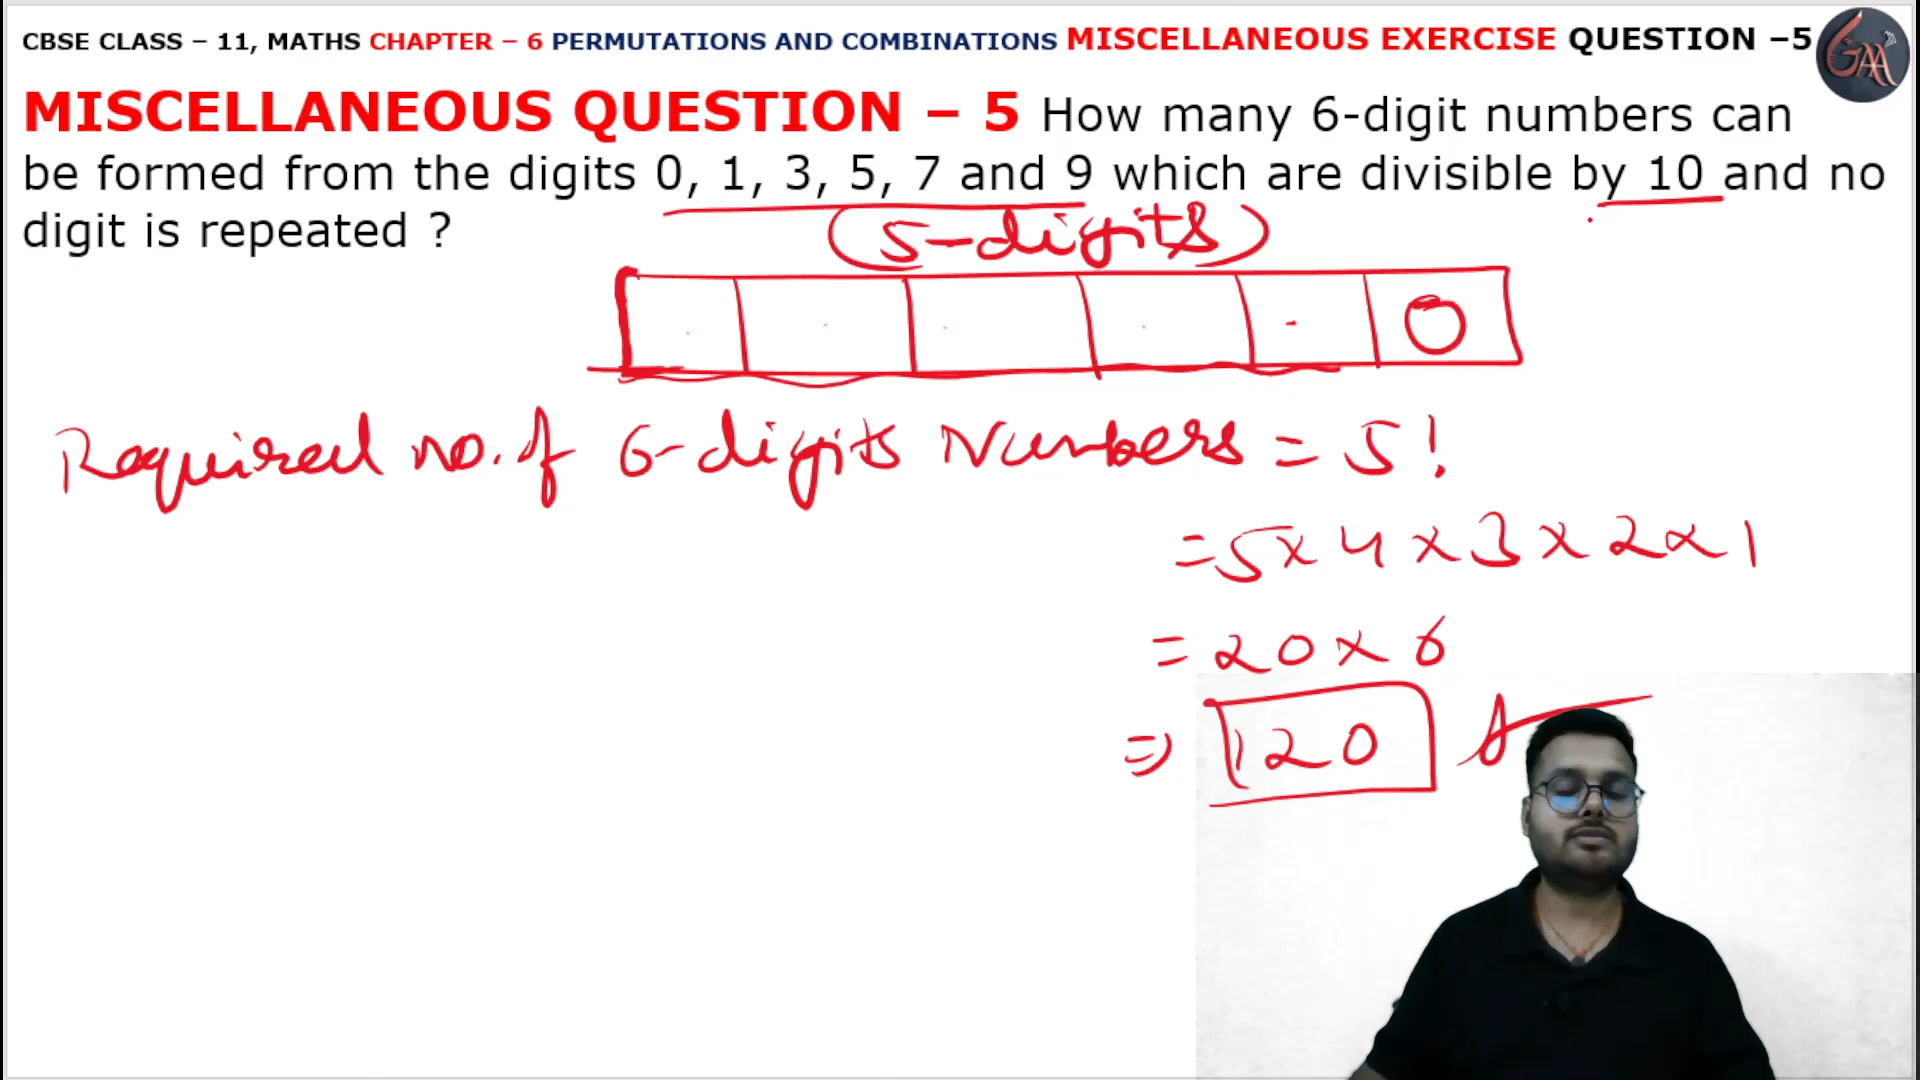 CBSE CLASS – 11, MATHS CHAPTER – 6 PERMUTATIONS AND COMBINATIONS MISCELLANEOUS EXERCISE QUESTION –5
MISCELLANEOUS QUESTION – 5 How many 6-digit numbers can
be formed from the digits 0, 1, 3, 5, 7 and 9 which are divisible by 10 and no
digit is repeated ?
(5-digits)
0
Required no. of 6-digits Numbers = 5!
= 5 x 4 x 3 x 2 x 1
= 20 x 6
⇒ 120